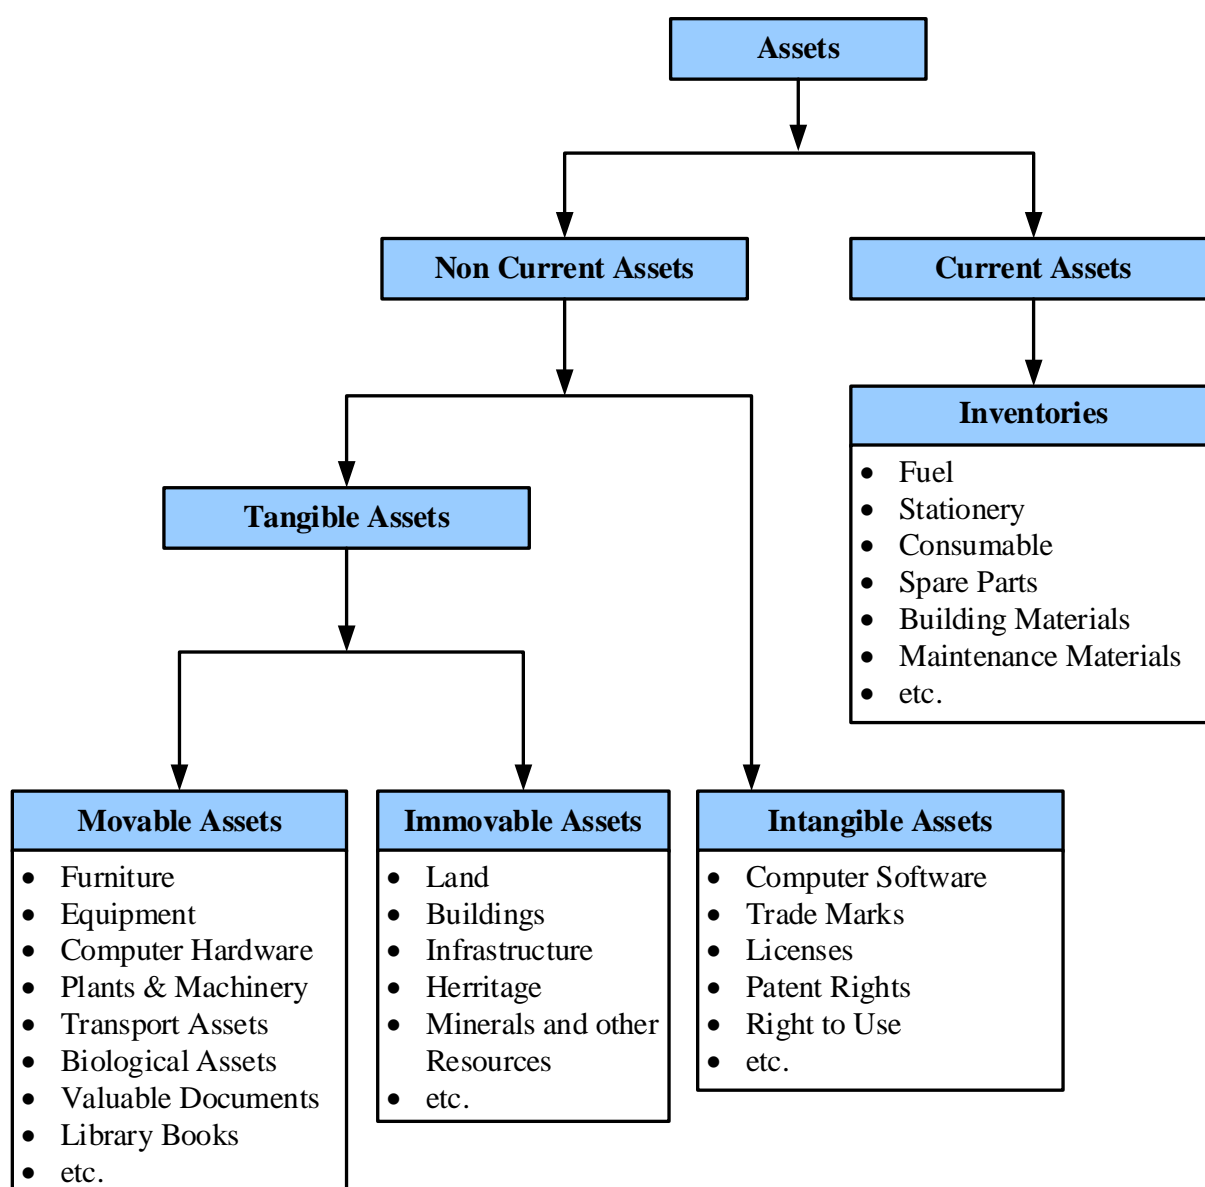 Assets
Non Current Assets
Current Assets
Inventories
• Fuel
• Stationery
• Consumable
• Spare Parts
• Building Materials
• Maintenance Materials
• etc.
Tangible Assets
Movable Assets
• Furniture
• Equipment
• Computer Hardware
• Plants & Machinery
• Transport Assets
• Biological Assets
• Valuable Documents
• Library Books
• etc.
Immovable Assets
• Land
• Buildings
• Infrastructure
• Herritage
• Minerals and other
Resources
• etc.
Intangible Assets
• Computer Software
• Trade Marks
• Licenses
• Patent Rights
• Right to Use
• etc.